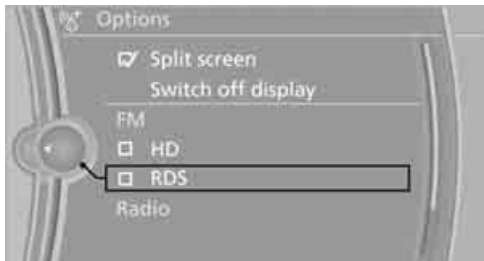 Options
Split screen
Switch off display
FM
HD
RDS
Radio